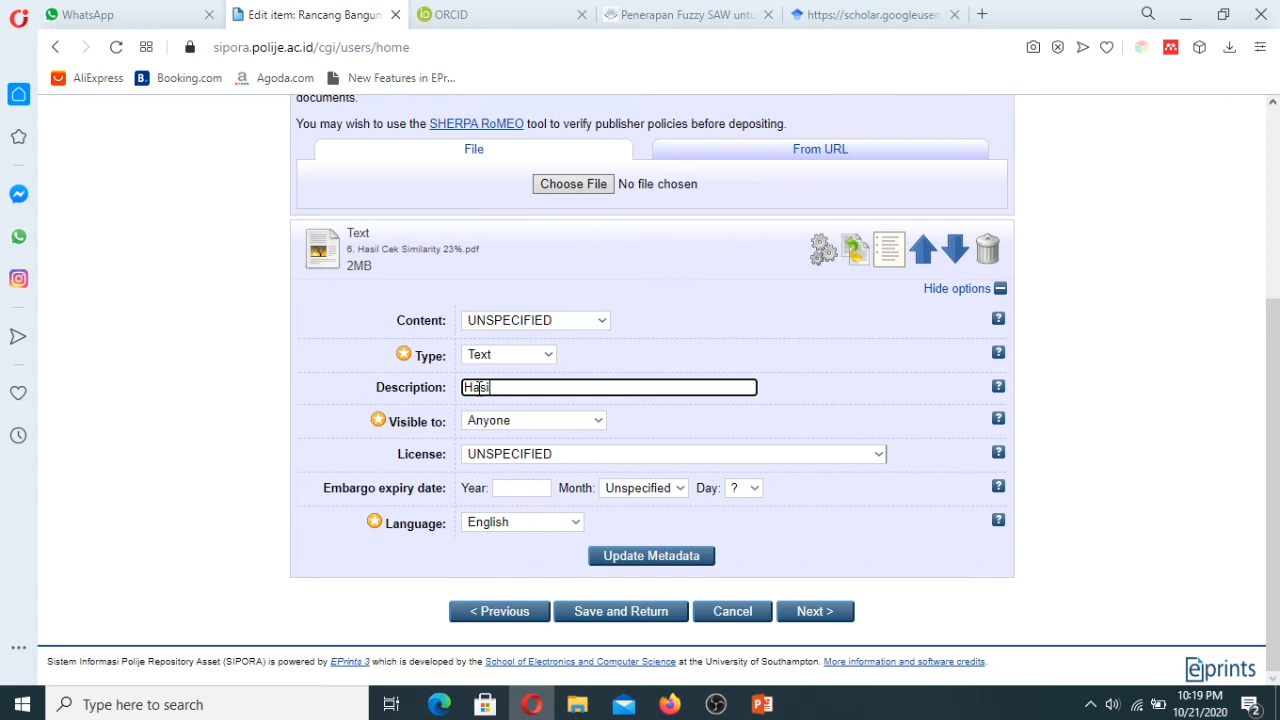 WhatsApp
Edit item: Rancang Bangun
ORCID
Penerapan Fuzzy SAW untu
https://scholar.googleuser
sipora.polije.ac.id/cgi/users/home
AliExpress
Booking.com
Agoda.com
New Features in EPr...
documents.
You may wish to use the SHERPA RoMEO tool to verify publisher policies before depositing.
File
From URL
Choose File No file chosen
Text
6. Hasil Cek Similarity 23%.pdf
2MB
Hide options
Content: UNSPECIFIED
Type: Text
Description: Hasi
Visible to: Anyone
License: UNSPECIFIED
Embargo expiry date: Year: Month: Unspecified Day: ?
Language: English
Update Metadata
< Previous
Save and Return
Cancel
Next >
Sistem Informasi Polije Repository Asset (SIPORA) is powered by EPrints 3 which is developed by the School of Electronics and Computer Science at the University of Southampton. More information and software credits.
eprints
Type here to search
10:19 PM
10/21/2020
2